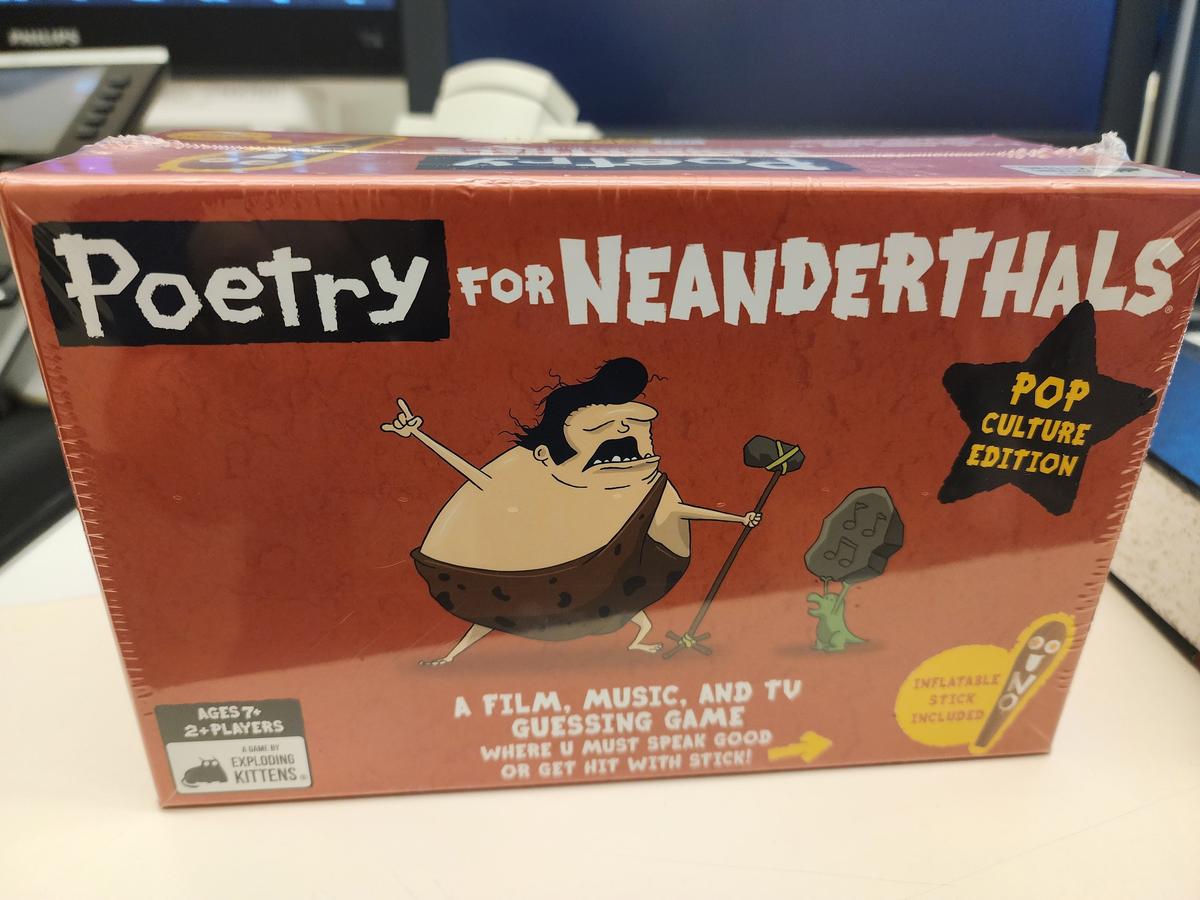 PHILIPS
Poetry
Poetry FOR NEANDERTHALS®
POP
CULTURE
EDITION
A FILM, MUSIC, AND TV
GUESSING GAME
WHERE U MUST SPEAK GOOD
OR GET HIT WITH STICK!
INFLATABLE
STICK
INCLUDED
NO
AGES 7+
2+PLAYERS
A GAME BY
EXPLODING
KITTENS®